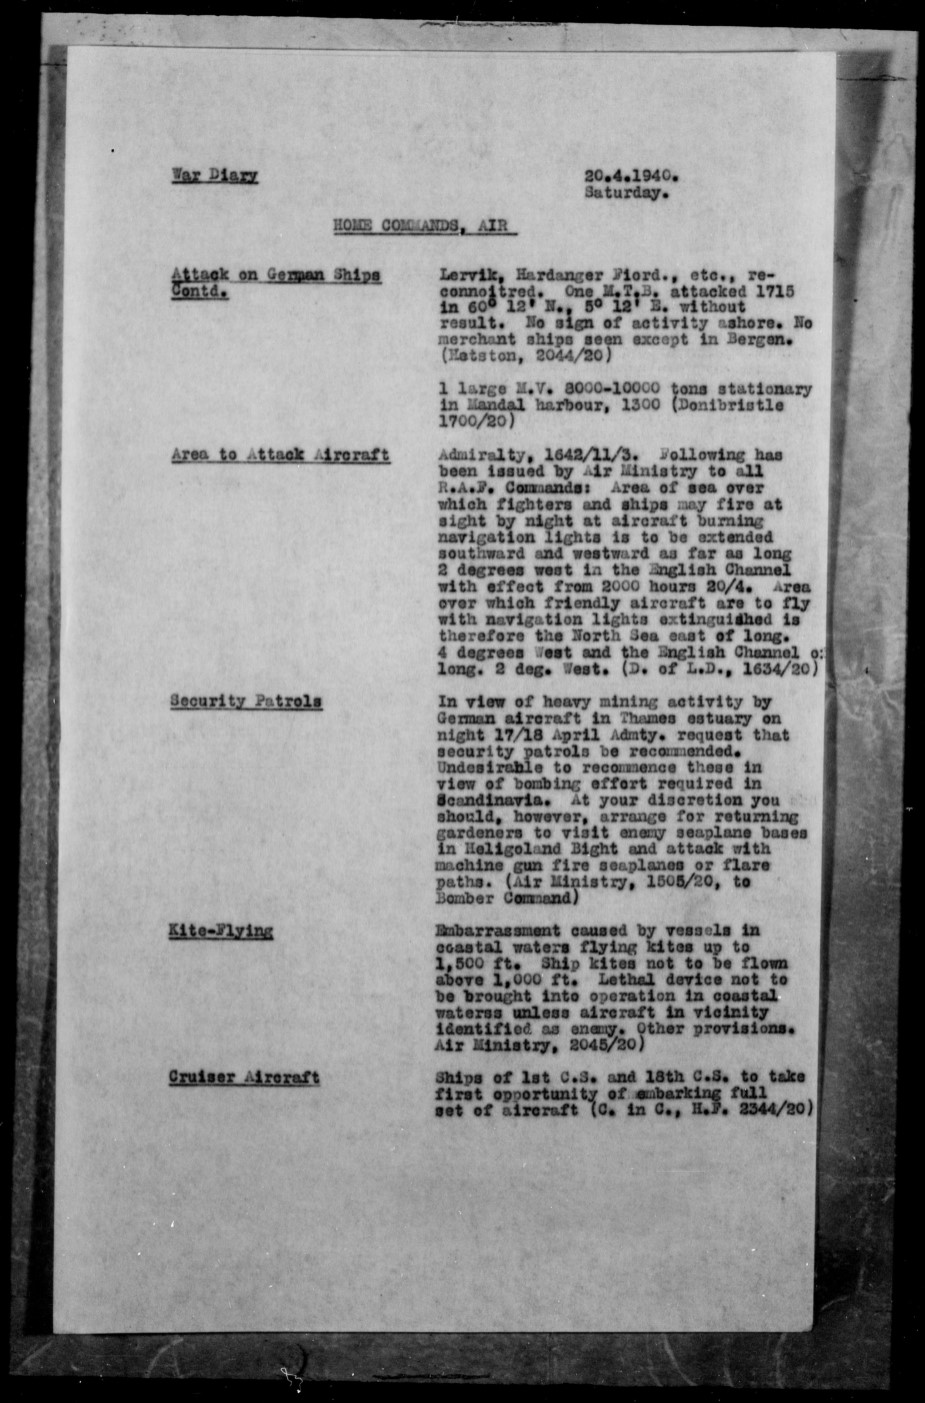 War Diary
20.4.1940.
Saturday.
HOME COMMANDS, AIR
Attack on German Ships
Contd.
Lervik, Hardanger Fiord., etc., re-
connoitred. One M.T.B. attacked 1715
in 60° 12' N., 5° 12' E. without
result. No sign of activity ashore. No
merchant ships seen except in Bergen.
(Hatston, 2044/20)
1 large M.V. 8000-10000 tons stationary
in Mandal harbour, 1300 (Donibristle
1700/20)
Area to Attack Aircraft
Admiralty, 1642/11/3. Following has
been issued by Air Ministry to all
R.A.F. Commands: Area of sea over
which fighters and ships may fire at
sight by night at aircraft burning
navigation lights is to be extended
southward and westward as far as long
2 degrees west in the English Channel
with effect from 2000 hours 20/4. Area
over which friendly aircraft are to fly
with navigation lights extinguished is
therefore the North Sea east of long.
4 degrees West and the English Channel
long. 2 deg. West. (D. of L.D., 1634/20)
Security Patrols
In view of heavy mining activity by
German aircraft in Thames estuary on
night 17/18 April Admty. request that
security patrols be recommended.
Undesirable to recommence these in
view of bombing effort required in
Scandinavia. At your discretion you
should, however, arrange for returning
gardeners to visit enemy seaplane bases
in Heligoland Bight and attack with
machine gun fire seaplanes or flare
paths. (Air Ministry, 1505/20, to
Bomber Command)
Kite-Flying
Embarrassment caused by vessels in
coastal waters flying kites up to
1,500 ft. Ship kites not to be flown
above 1,000 ft. Lethal device not to
be brought into operation in coastal
waterss unless aircraft in vicinity
identified as enemy. Other provisions.
Air Ministry, 2045/20)
Cruiser Aircraft
Ships of 1st C.S. and 18th C.S. to take
first opportunity of embarking full
set of aircraft (C. in C., H.F. 2344/20)